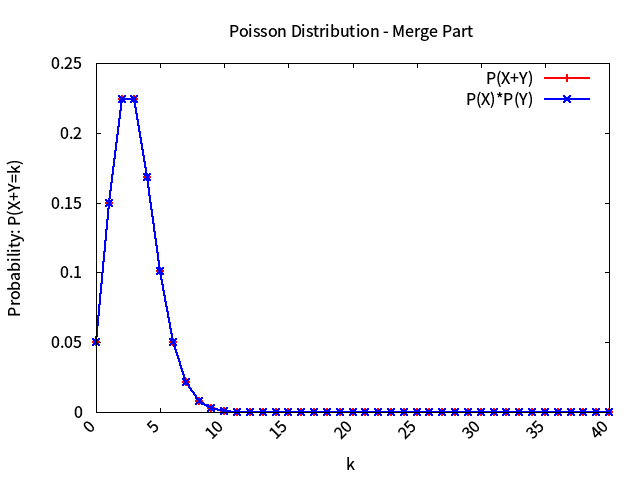 Poisson Distribution - Merge Part
P(X+Y)
P(X)*P(Y)
Probability: P(X+Y=k)
0.25
0.2
0.15
0.1
0.05
0
0 5 10 15 20 25 30 35 40
k